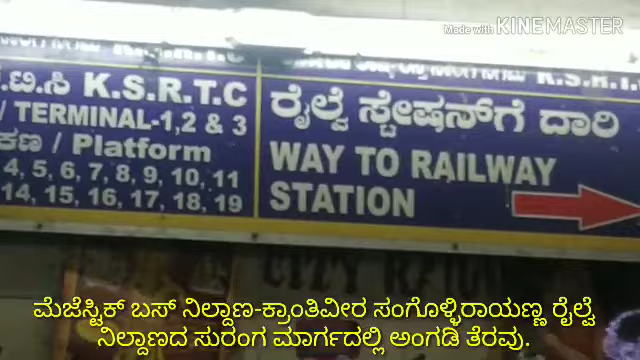 Made with KINEMASTER
.ಟಿ.ಸಿ K.S.R.T.C
/ TERMINAL-1,2 & 3
ಕಣ / Platform
4, 5, 6, 7, 8, 9, 10, 11
14, 15, 16, 17, 18, 19
ರೈಲ್ವೆ ಸ್ಟೇಷನ್‌ಗೆ ದಾರಿ
WAY TO RAILWAY
STATION
ಮೆಜೆಸ್ಟಿಕ್ ಬಸ್ ನಿಲ್ದಾಣ-ಕ್ರಾಂತಿವೀರ ಸಂಗೊಳ್ಳಿರಾಯಣ್ಣ ರೈಲ್ವೆ
ನಿಲ್ದಾಣದ ಸುರಂಗ ಮಾರ್ಗದಲ್ಲಿ ಅಂಗಡಿ ತೆರವು.